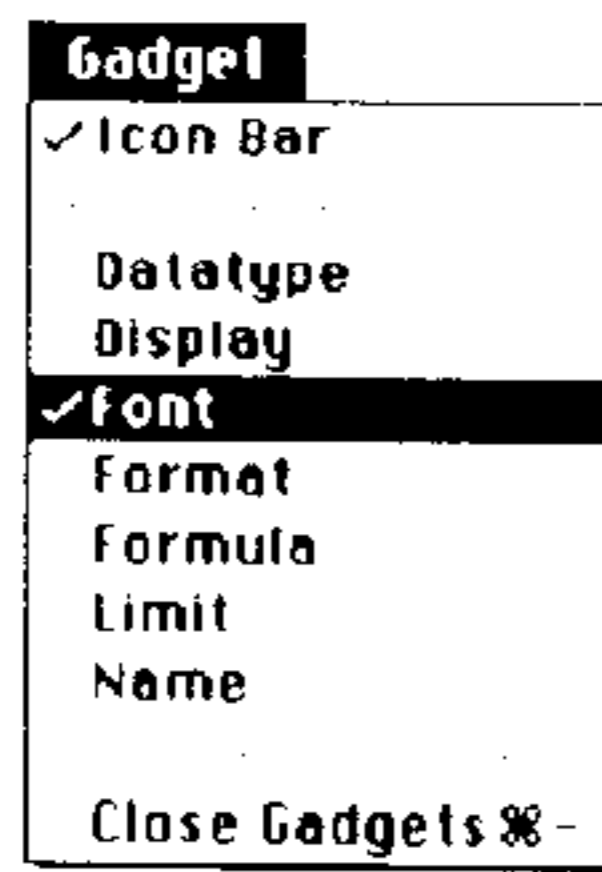 Gadget
✓Icon Bar
Datatype
Display
✓Font
Format
Formula
Limit
Name
Close Gadgets ⌘-